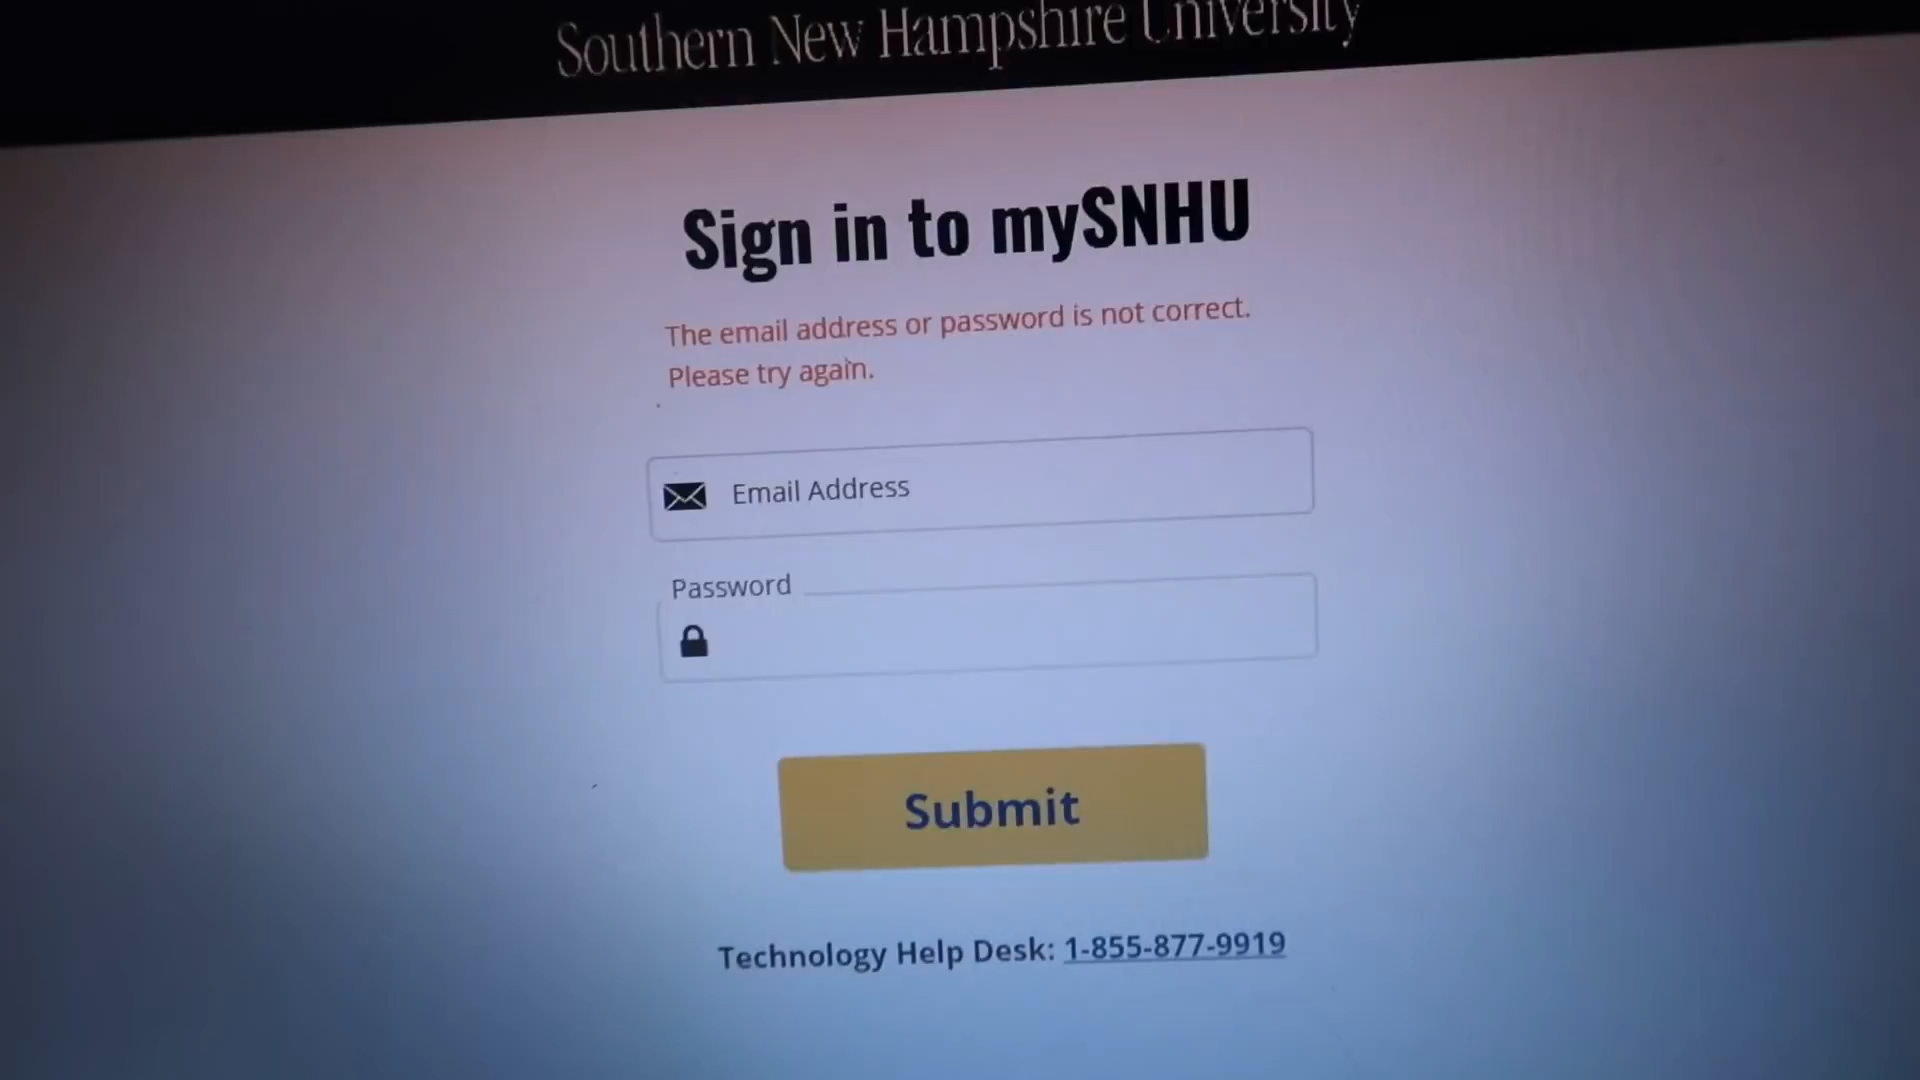 Southern New Hampshire University
Sign in to mySNHU
The email address or password is not correct.
Please try again.
Email Address
Password
Submit
Technology Help Desk: 1-855-877-9919